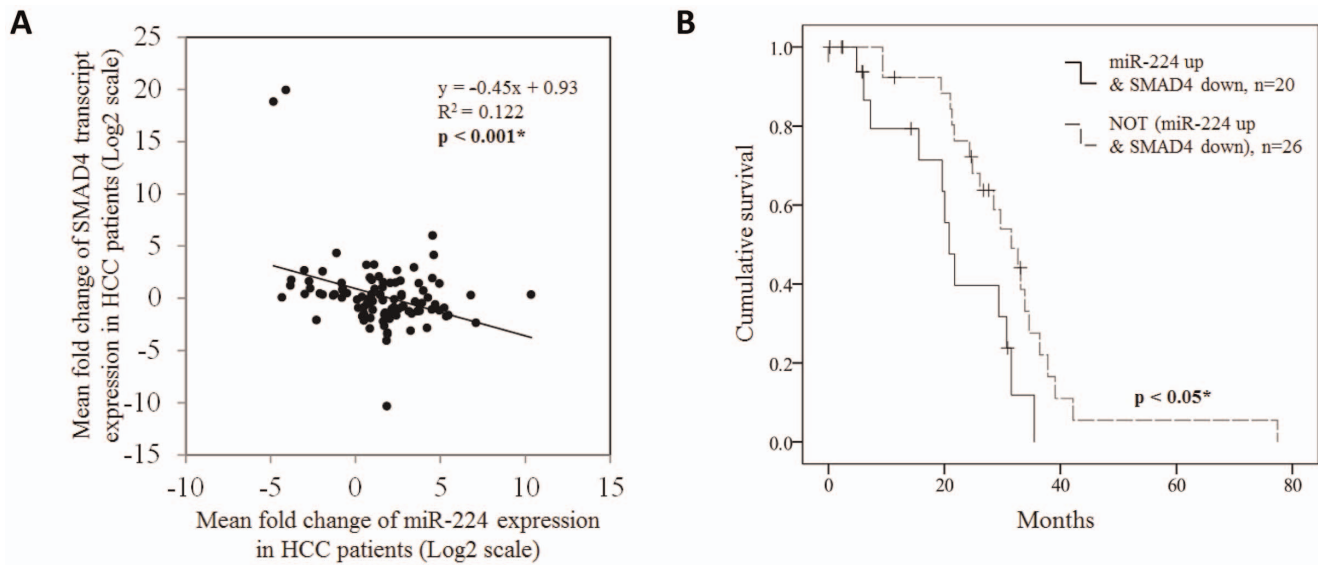 A
Mean fold change of SMAD4 transcript
expression in HCC patients (Log2 scale)
25
20
15
10
5
0
-5
-10
-15
y = -0.45x + 0.93
R² = 0.122
p < 0.001*
-10
-5
0
5
10
15
Mean fold change of miR-224 expression
in HCC patients (Log2 scale)
B
Cumulative survival
1.0
0.8
0.6
0.4
0.2
0.0
miR-224 up
& SMAD4 down, n=20
NOT (miR-224 up
& SMAD4 down), n=26
p < 0.05*
0
20
40
60
80
Months